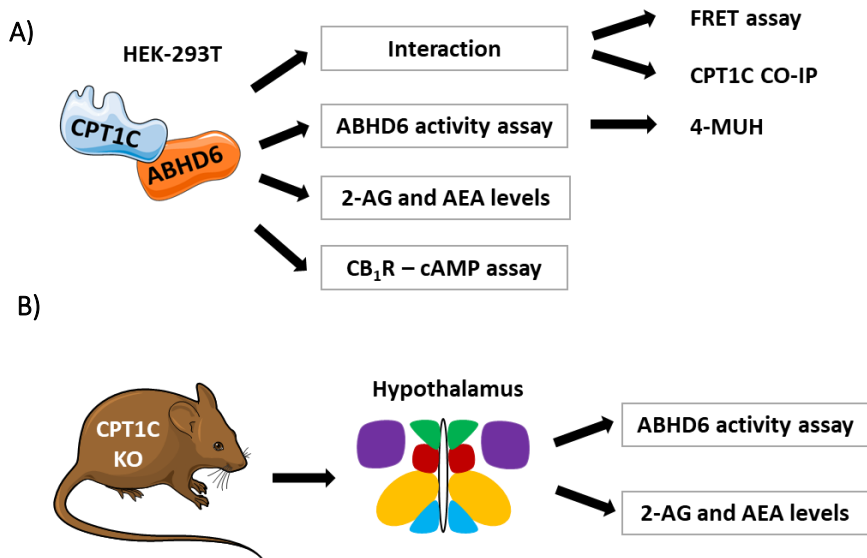 A)
HEK-293T
CPT1C
ABHD6
Interaction
FRET assay
CPT1C CO-IP
ABHD6 activity assay
4-MUH
2-AG and AEA levels
CB₁R – cAMP assay
B)
CPT1C
KO
Hypothalamus
ABHD6 activity assay
2-AG and AEA levels